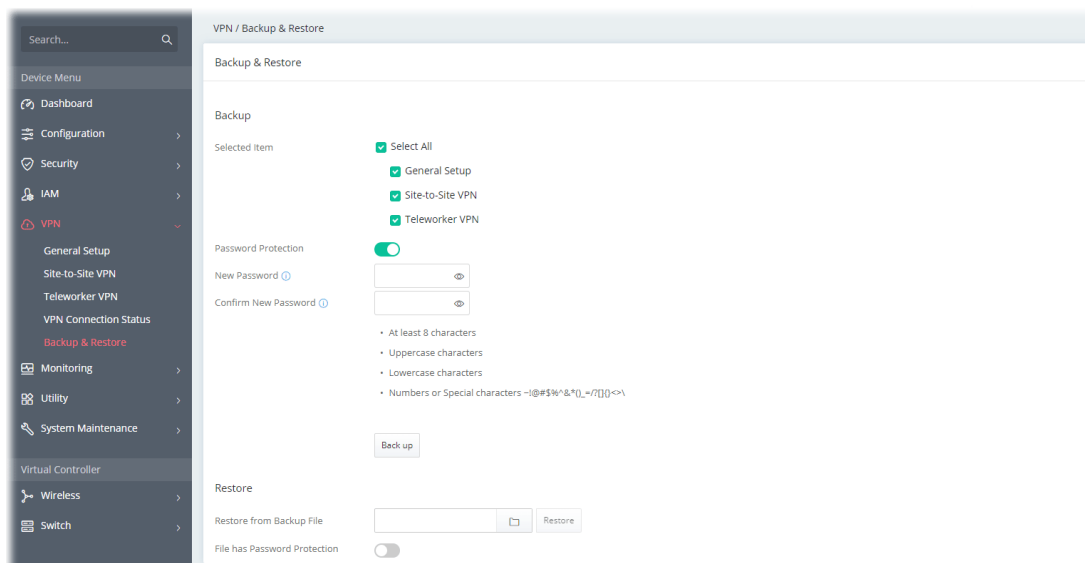 Search...
Device Menu
Dashboard
Configuration
Security
IAM
VPN
General Setup
Site-to-Site VPN
Teleworker VPN
VPN Connection Status
Backup & Restore
Monitoring
Utility
System Maintenance
Virtual Controller
Wireless
Switch
VPN / Backup & Restore
Backup & Restore
Backup
Selected Item
Select All
General Setup
Site-to-Site VPN
Teleworker VPN
Password Protection
New Password
Confirm New Password
• At least 8 characters
• Uppercase characters
• Lowercase characters
• Numbers or Special characters ~!@#$%^&*()_=/?[]{}<>\
Back up
Restore
Restore from Backup File
Restore
File has Password Protection